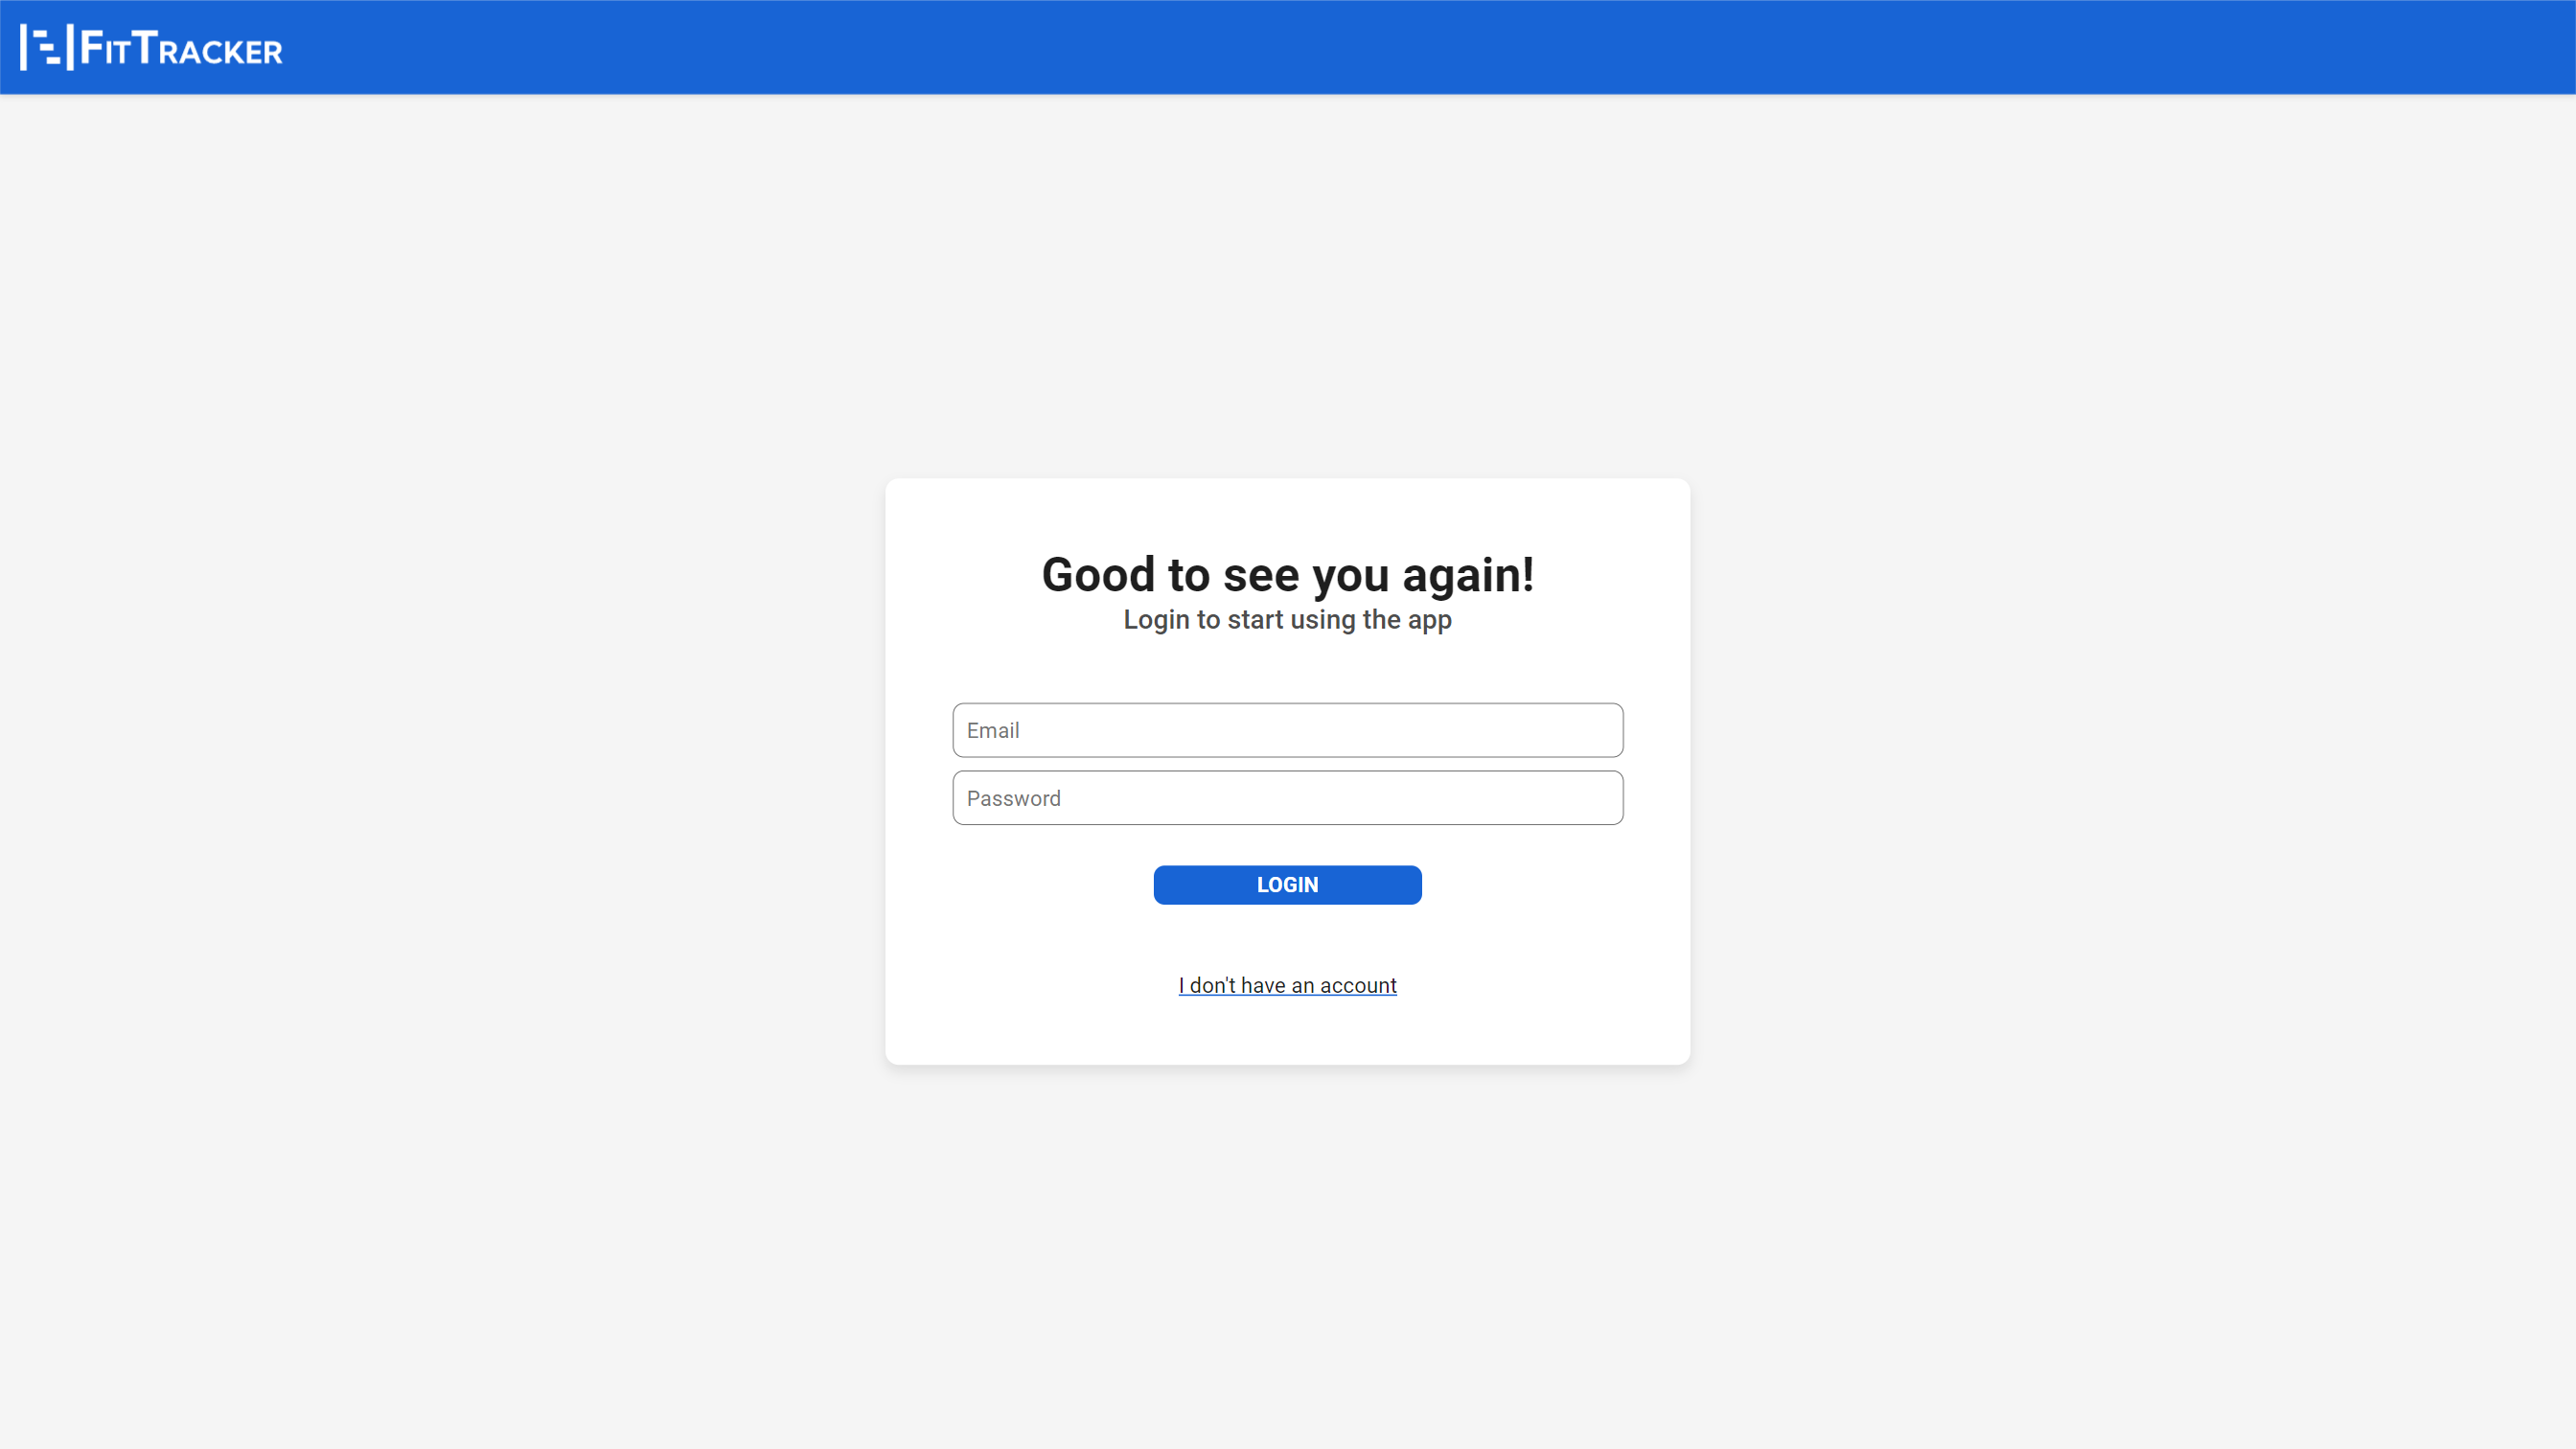 FITTRACKER
Good to see you again!
Login to start using the app
Email
Password
LOGIN
I don't have an account